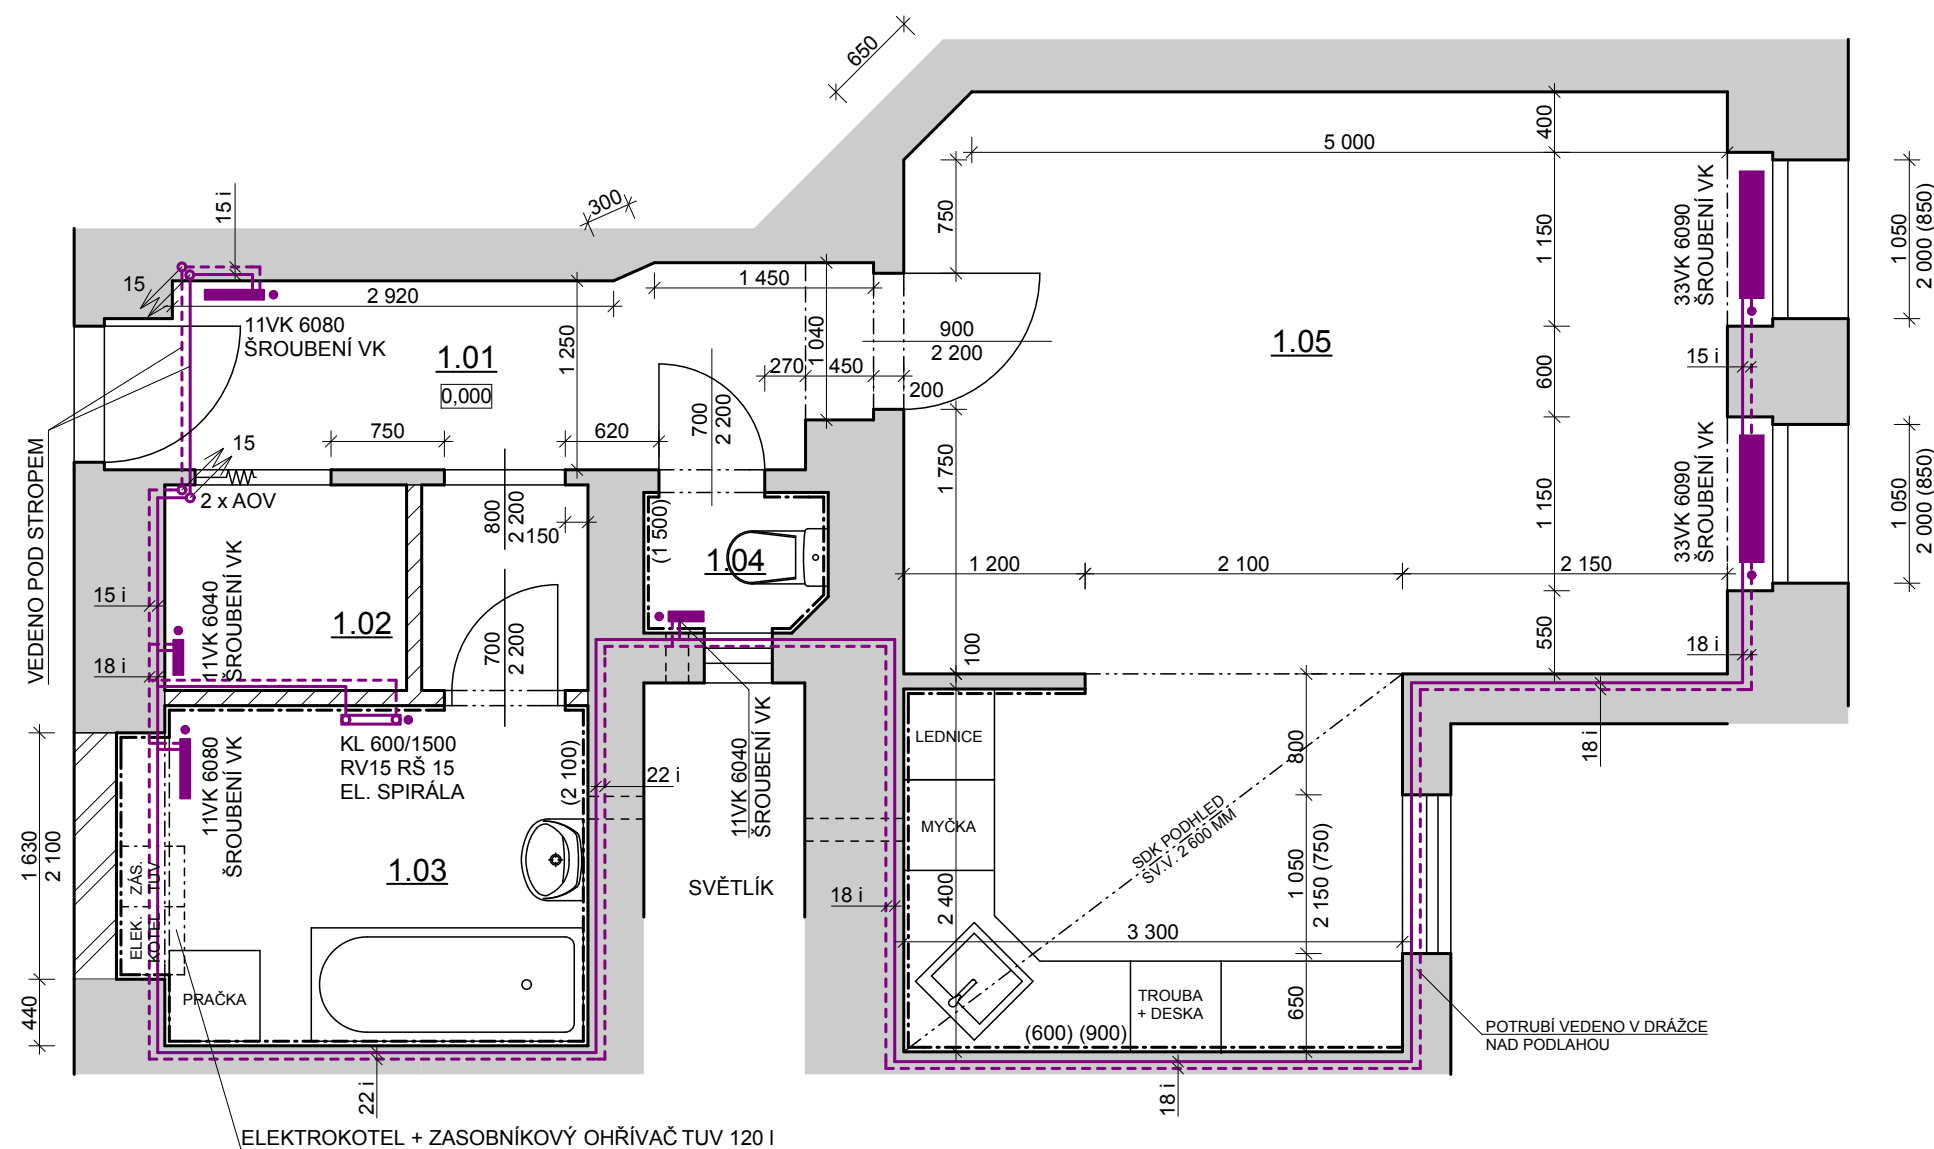 650
300
15 i
15
2 920
1 450
5 000
400
750
1 150
33VK 6090
ŠROUBENÍ VK
1 050
2 000 (850)
11VK 6080
ŠROUBENÍ VK
1.01
0,000
1 250
1 040
270
450
900
2 200
200
1.05
600
15 i
700
2 200
750
620
15
2 x AOV
VEDENO POD STROPEM
800
2 200
150
(1 500)
1.04
1 750
1 150
33VK 6090
ŠROUBENÍ VK
1 050
2 000 (850)
1 200
2 100
2 150
15 i
11VK 6040
ŠROUBENÍ VK
1.02
18 i
700
2 200
100
550
18 i
11VK 6080
ŠROUBENÍ VK
KL 600/1500
RV15 RŠ 15
EL. SPIRÁLA
(2 100)
22 i
11VK 6040
ŠROUBENÍ VK
LEDNICE
800
18 i
MYČKA
SDK PODHLED
SV.V. 2 600 MM
1 050
2 150 (750)
1 630
2 100
ZÁS.
TUV
ELEK.
KOTEL
1.03
SVĚTLÍK
18 i
2 400
3 300
440
PRAČKA
TROUBA
+ DESKA
(600) (900)
650
POTRUBÍ VEDENO V DRÁŽCE
NAD PODLAHOU
22 i
18 i
ELEKTROKOTEL + ZASOBNÍKOVÝ OHŘÍVAČ TUV 120 l